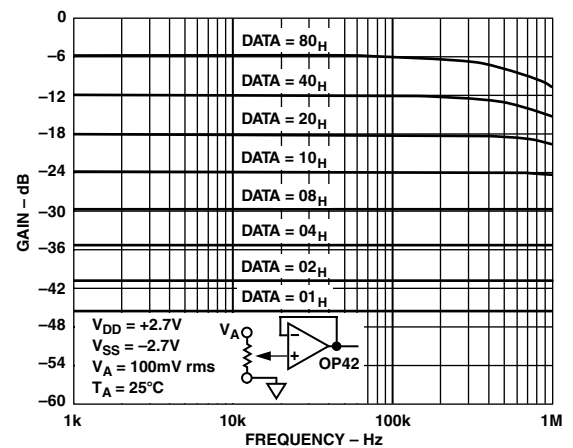 0
–6
–12
–18
–24
–30
–36
–42
–48
–54
–60
GAIN – dB
DATA = 80H
DATA = 40H
DATA = 20H
DATA = 10H
DATA = 08H
DATA = 04H
DATA = 02H
DATA = 01H
VDD = +2.7V
VSS = –2.7V
VA = 100mV rms
TA = 25°C
VA
–
+
OP42
1k
10k
100k
1M
FREQUENCY – Hz